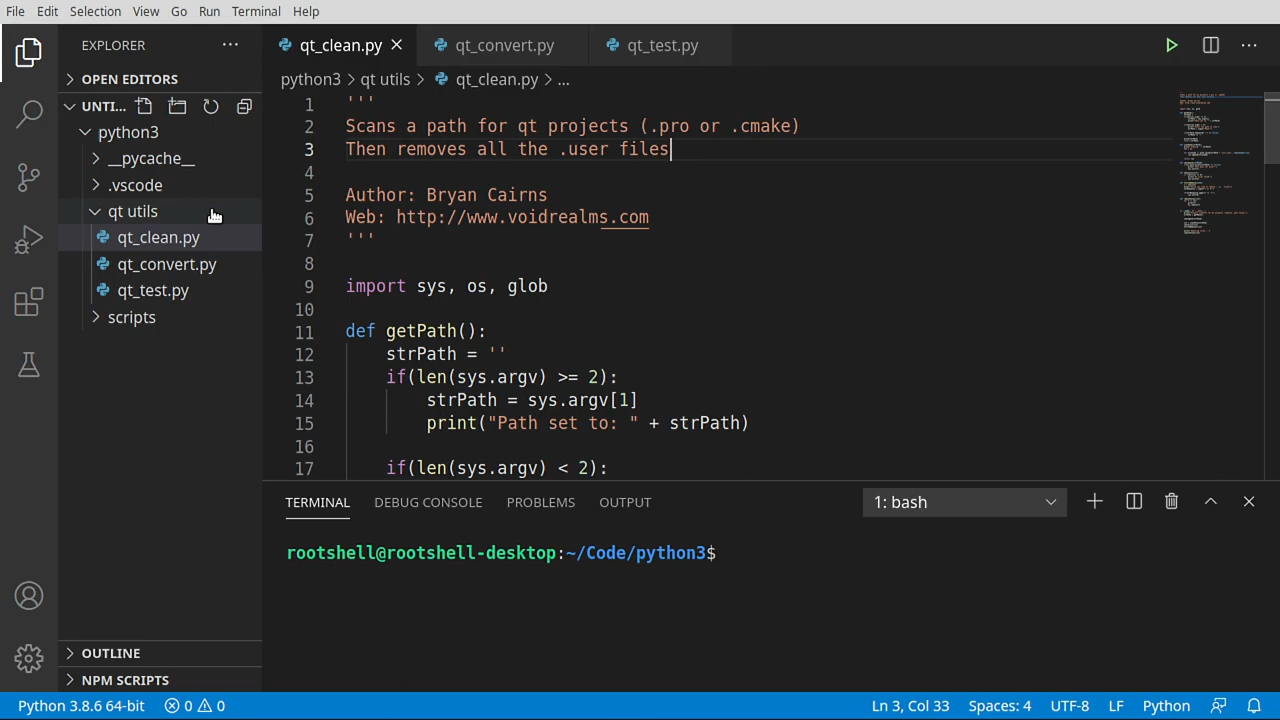 File Edit Selection View Go Run Terminal Help
EXPLORER
OPEN EDITORS
UNTI...
python3
__pycache__
.vscode
qt utils
qt_clean.py
qt_convert.py
qt_test.py
scripts
OUTLINE
NPM SCRIPTS
qt_clean.py qt_convert.py qt_test.py
python3 > qt utils > qt_clean.py > ...
1 '''
2 Scans a path for qt projects (.pro or .cmake)
3 Then removes all the .user files
4
5 Author: Bryan Cairns
6 Web: http://www.voidrealms.com
7 '''
8
9 import sys, os, glob
10
11 def getPath():
12 strPath = ''
13 if(len(sys.argv) >= 2):
14 strPath = sys.argv[1]
15 print("Path set to: " + strPath)
16
17 if(len(sys.argv) < 2):
TERMINAL DEBUG CONSOLE PROBLEMS OUTPUT 1: bash
rootshell@rootshell-desktop:~/Code/python3$
Python 3.8.6 64-bit 0 0 Ln 3, Col 33 Spaces: 4 UTF-8 LF Python